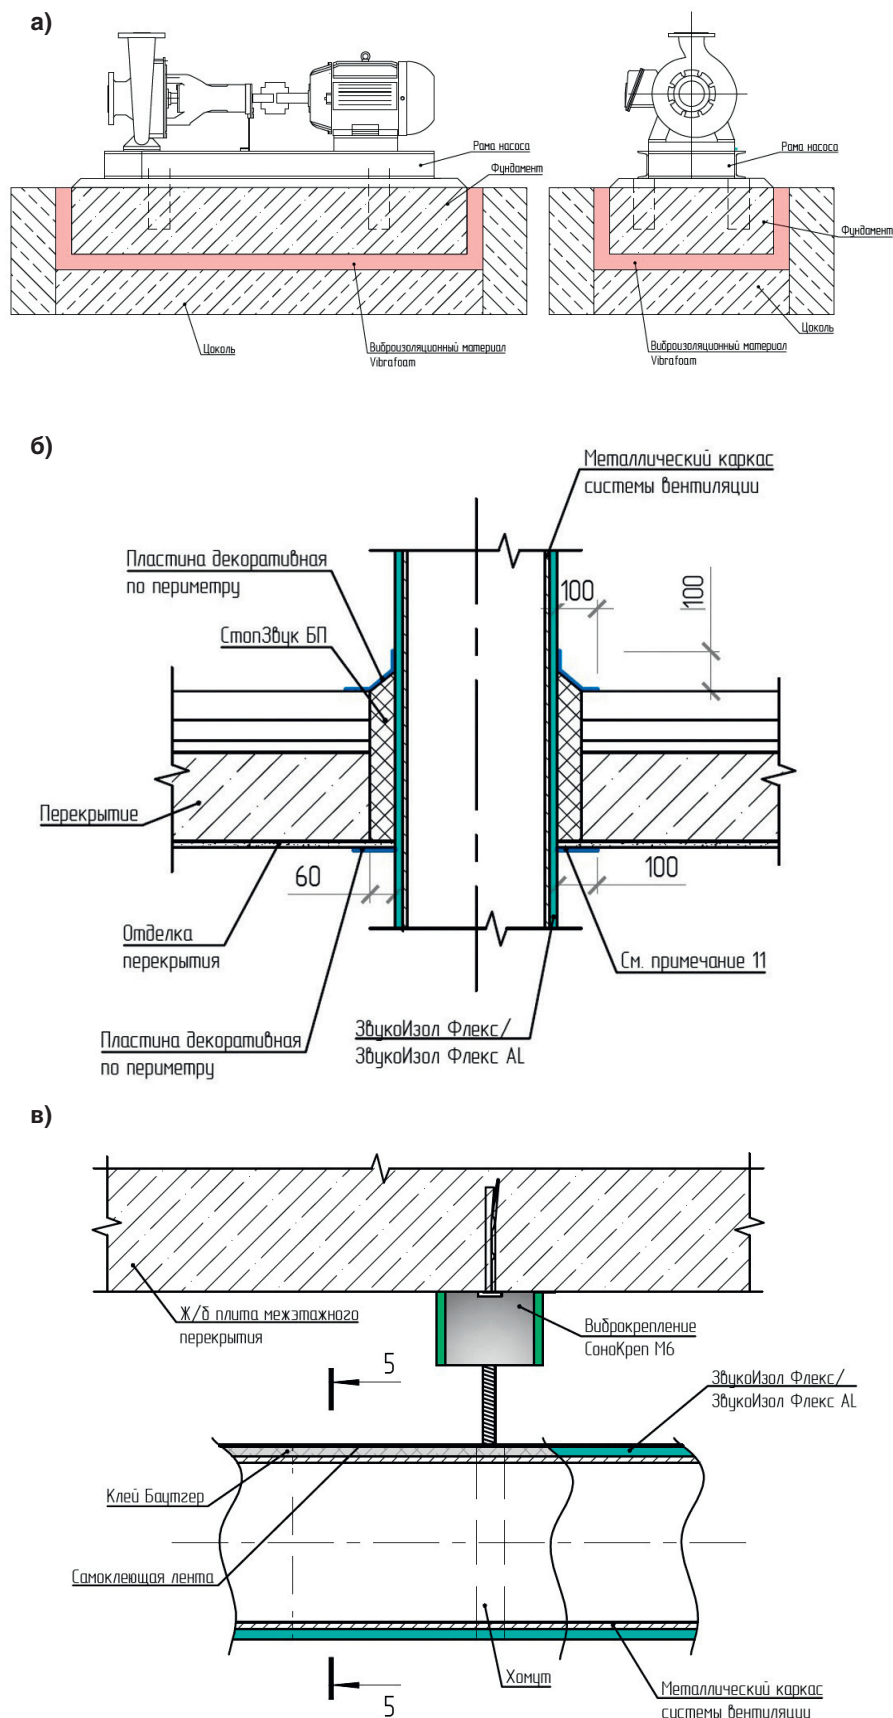 а)
Рама насоса
Фундамент
Цоколь
Виброизоляционный материал
Vibrafoam
Рама насоса
Фундамент
Цоколь
Виброизоляционный материал
Vibrafoam
б)
Металлический каркас
системы вентиляции
Пластина декоративная
по периметру
СтопЗвук БП
100
100
Перекрытие
60
100
Отделка
перекрытия
См. примечание 11
Пластина декоративная
по периметру
ЗвукоИзол Флекс/
ЗвукоИзол Флекс AL
в)
Ж/б плита межэтажного
перекрытия
Виброкрепление
СоноКреп М6
5
ЗвукоИзол Флекс/
ЗвукоИзол Флекс AL
Клей Баутгер
Самоклеющая лента
Хомут
5
Металлический каркас
системы вентиляции